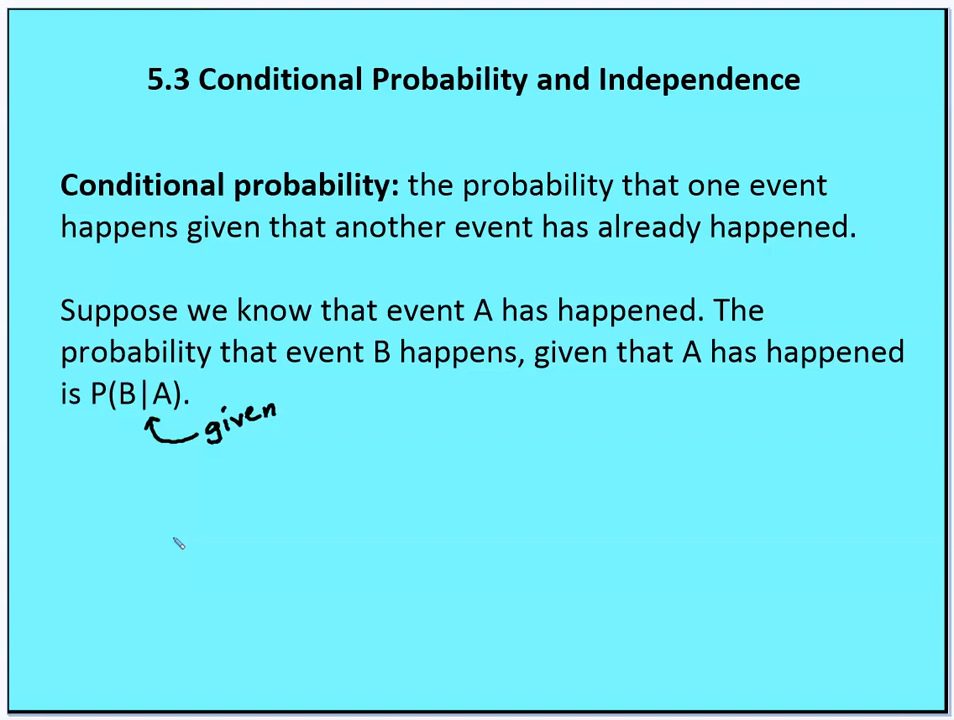 5.3 Conditional Probability and Independence
Conditional probability: the probability that one event
happens given that another event has already happened.
Suppose we know that event A has happened. The
probability that event B happens, given that A has happened
is P(B|A).
given